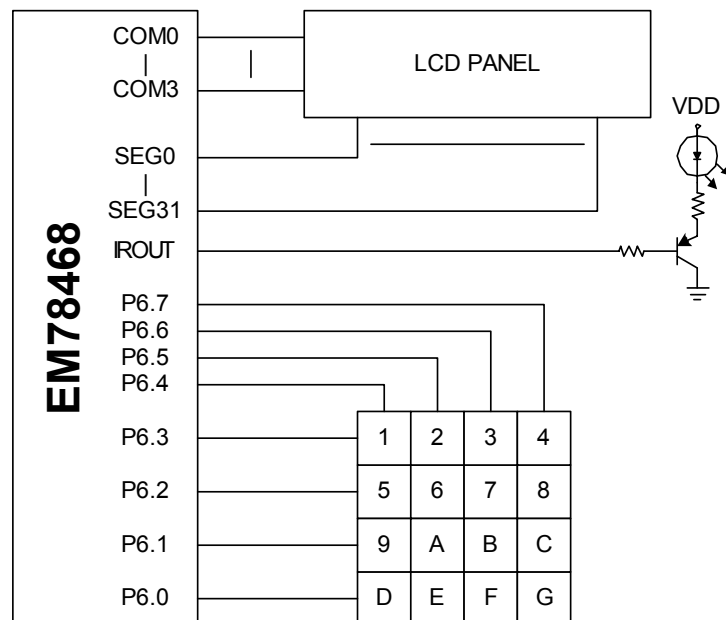 COM0
COM3
LCD PANEL
VDD
SEG0
SEG31
IROUT
EM78468
P6.7
P6.6
P6.5
P6.4
P6.3
1 2 3 4
P6.2
5 6 7 8
P6.1
9 A B C
P6.0
D E F G